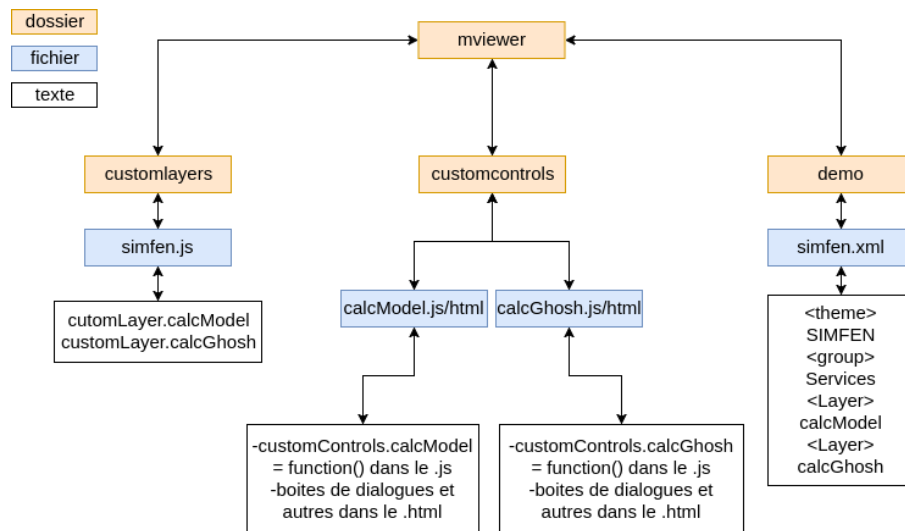 dossier
fichier
texte
mviewer
customlayers
customcontrols
demo
simfen.js
simfen.xml
cutomLayer.calcModel
customLayer.calcGhosh
calcModel.js/html
calcGhosh.js/html
<theme>
SIMFEN
<group>
Services
<Layer>
calcModel
<Layer>
calcGhosh
-customControls.calcModel
= function() dans le .js
-boites de dialogues et
autres dans le .html
-customControls.calcGhosh
= function() dans le .js
-boites de dialogues et
autres dans le .html